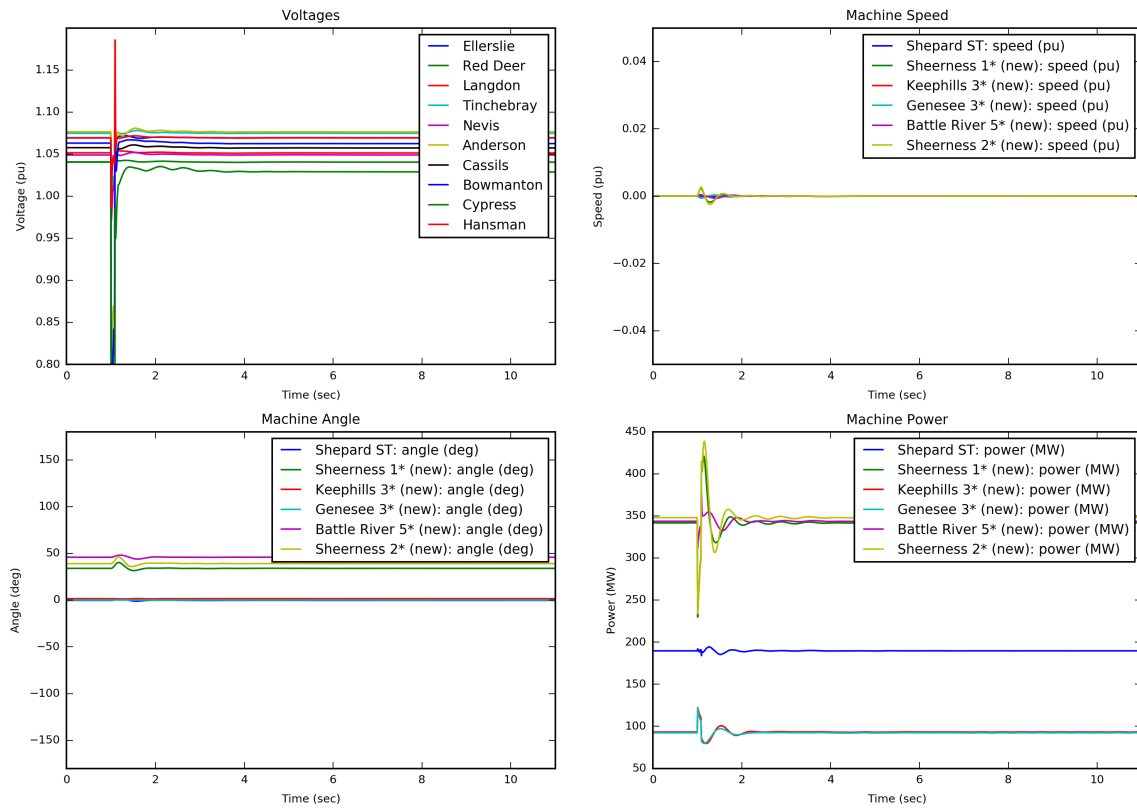 Voltages
Voltage (pu)
1.15
1.10
1.05
1.00
0.95
0.90
0.85
0.80
Ellerslie
Red Deer
Langdon
Tinchebray
Nevis
Anderson
Cassils
Bowmanton
Cypress
Hansman
0 2 4 6 8 10
Time (sec)
Machine Speed
Speed (pu)
0.04
0.02
0.00
−0.02
−0.04
Shepard ST: speed (pu)
Sheerness 1* (new): speed (pu)
Keephills 3* (new): speed (pu)
Genesee 3* (new): speed (pu)
Battle River 5* (new): speed (pu)
Sheerness 2* (new): speed (pu)
0 2 4 6 8 10
Time (sec)
Machine Angle
Angle (deg)
150
100
50
0
−50
−100
−150
Shepard ST: angle (deg)
Sheerness 1* (new): angle (deg)
Keephills 3* (new): angle (deg)
Genesee 3* (new): angle (deg)
Battle River 5* (new): angle (deg)
Sheerness 2* (new): angle (deg)
0 2 4 6 8 10
Time (sec)
Machine Power
Power (MW)
450
400
350
300
250
200
150
100
50
Shepard ST: power (MW)
Sheerness 1* (new): power (MW)
Keephills 3* (new): power (MW)
Genesee 3* (new): power (MW)
Battle River 5* (new): power (MW)
Sheerness 2* (new): power (MW)
0 2 4 6 8 10
Time (sec)